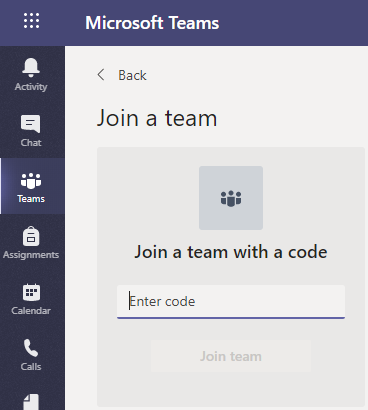 Microsoft Teams
Activity
Chat
Teams
Assignments
Calendar
Calls
Back
Join a team
Join a team with a code
Enter code
Join team